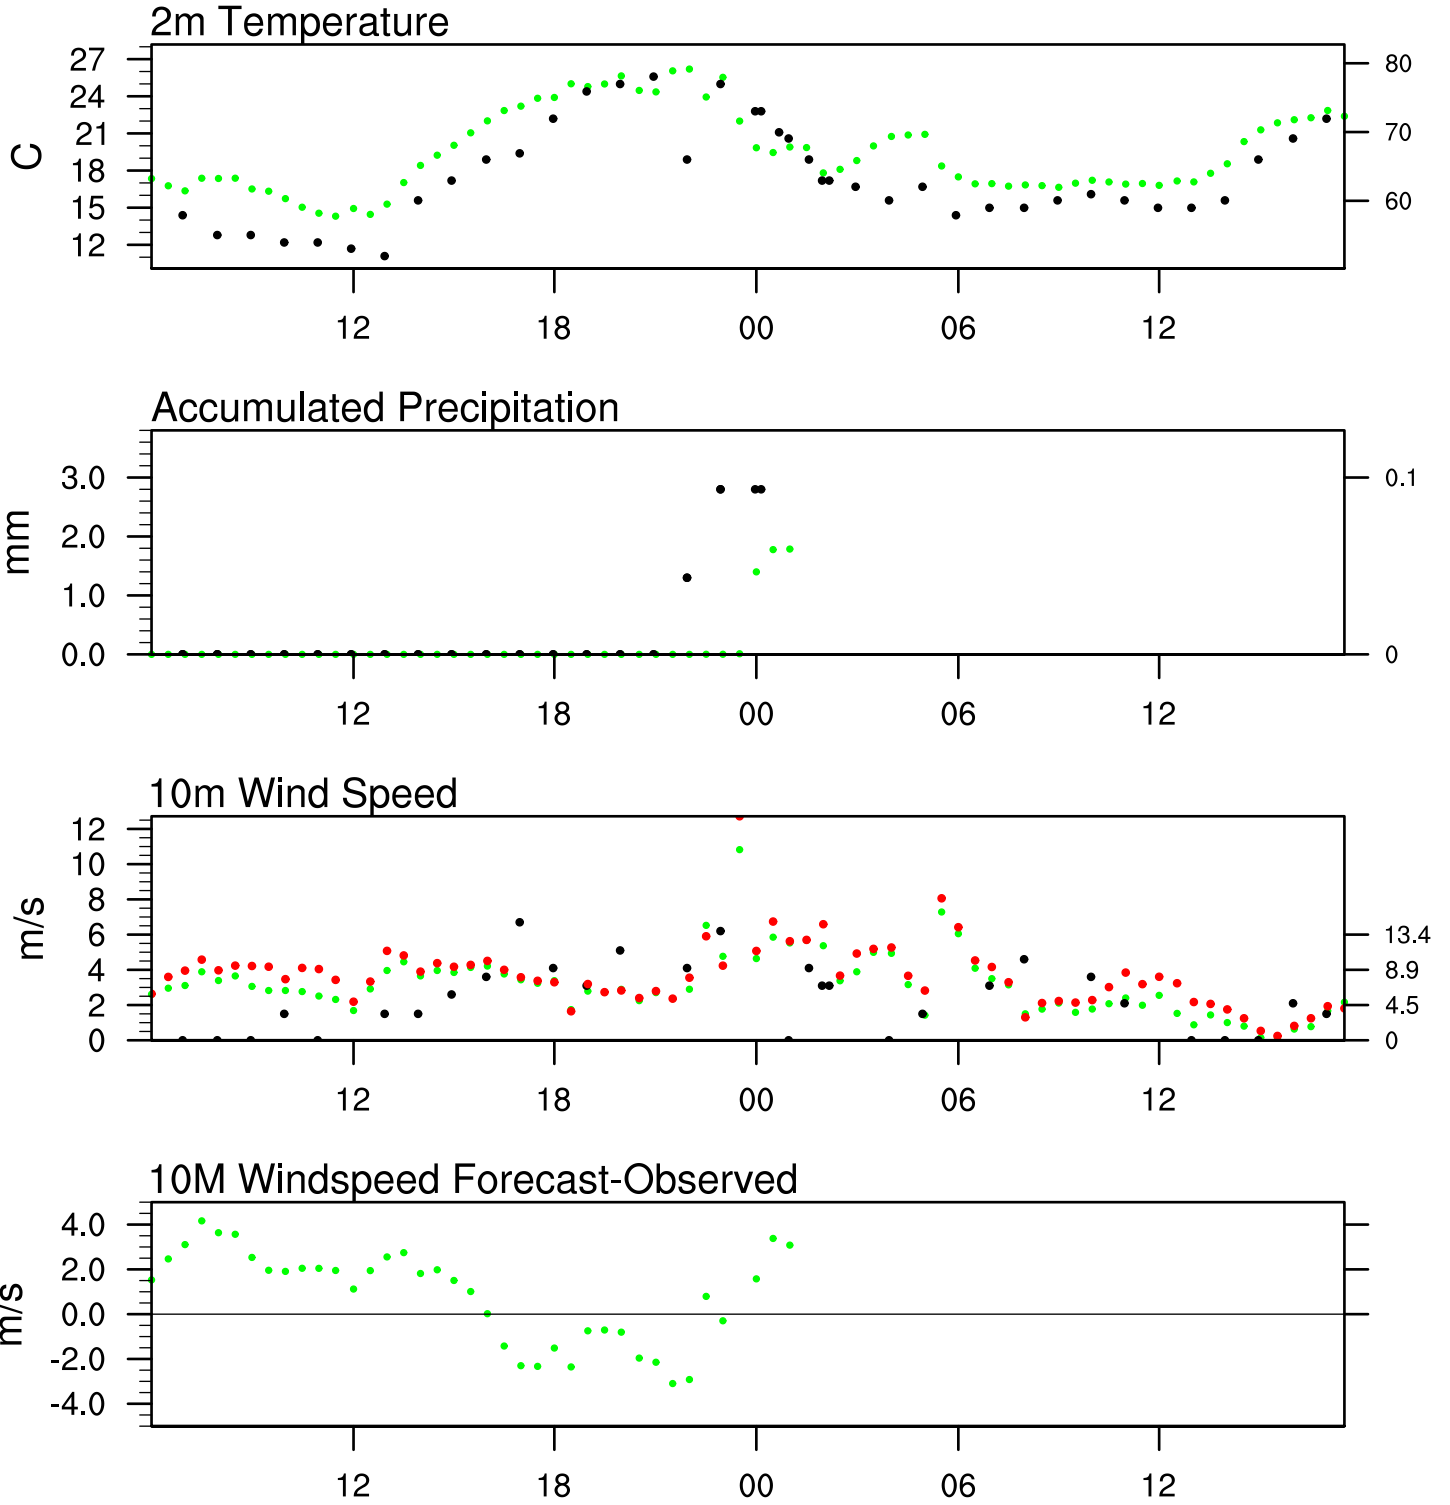 2m Temperature
27
24
21
18
15
12
C
80
70
60
12 18 00 06 12
Accumulated Precipitation
3.0
2.0
1.0
0.0
mm
0.1
0
12 18 00 06 12
10m Wind Speed
12
10
8
6
4
2
0
m/s
13.4
8.9
4.5
0
12 18 00 06 12
10M Windspeed Forecast-Observed
4.0
2.0
0.0
-2.0
-4.0
m/s
12 18 00 06 12